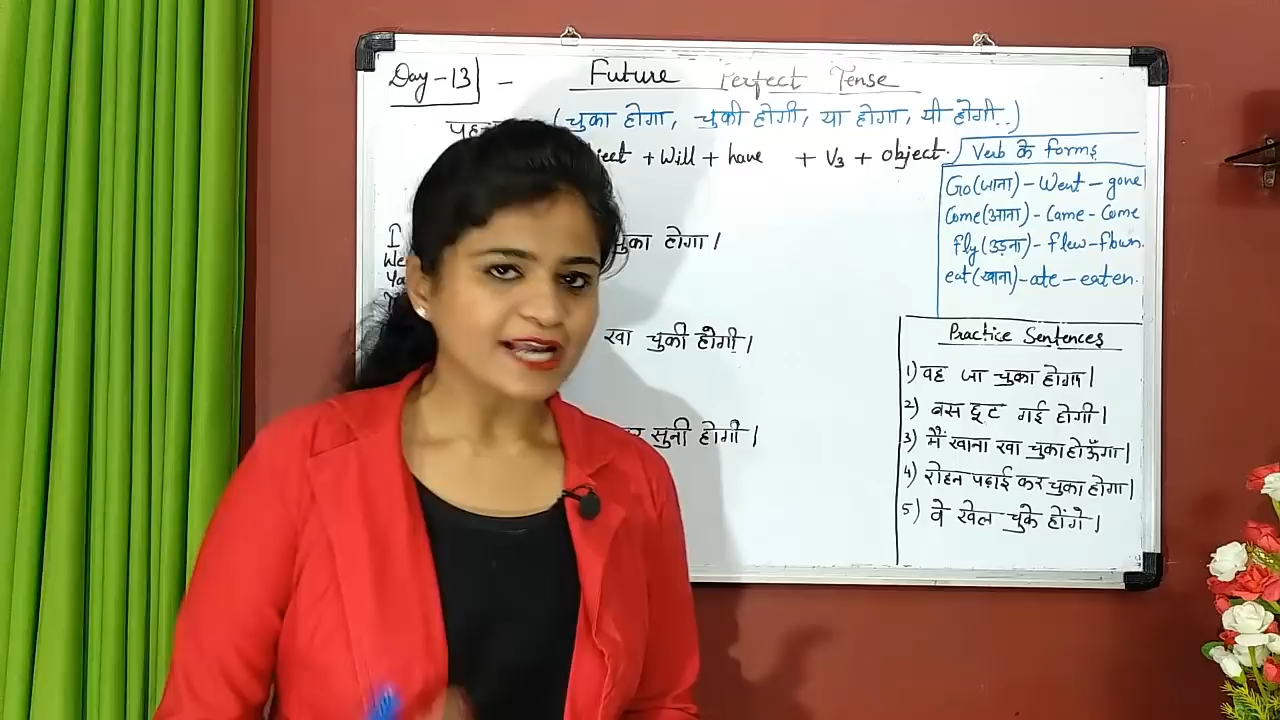 Day-13 - Future Perfect Tense
(चुका होगा, चुकी होगी, या होगा, यी होगी..)
+ Will + have + V3 + object.
Verb के forms
Go(जाना) - Went - gone
Come(आना) - Came - Come
fly(उड़ना) - flew - flown.
eat(खाना) - ate - eaten.
I
We
चुका होगा।
खा चुकी होगी।
सुनी होगी।
Practice Sentences
1) वह जा चुका होगा।
2) बस छूट गई होगी।
3) मैं खाना खा चुका होऊँगा।
4) रोहन पढ़ाई कर चुका होगा।
5) वे खेल चुके होंगे।